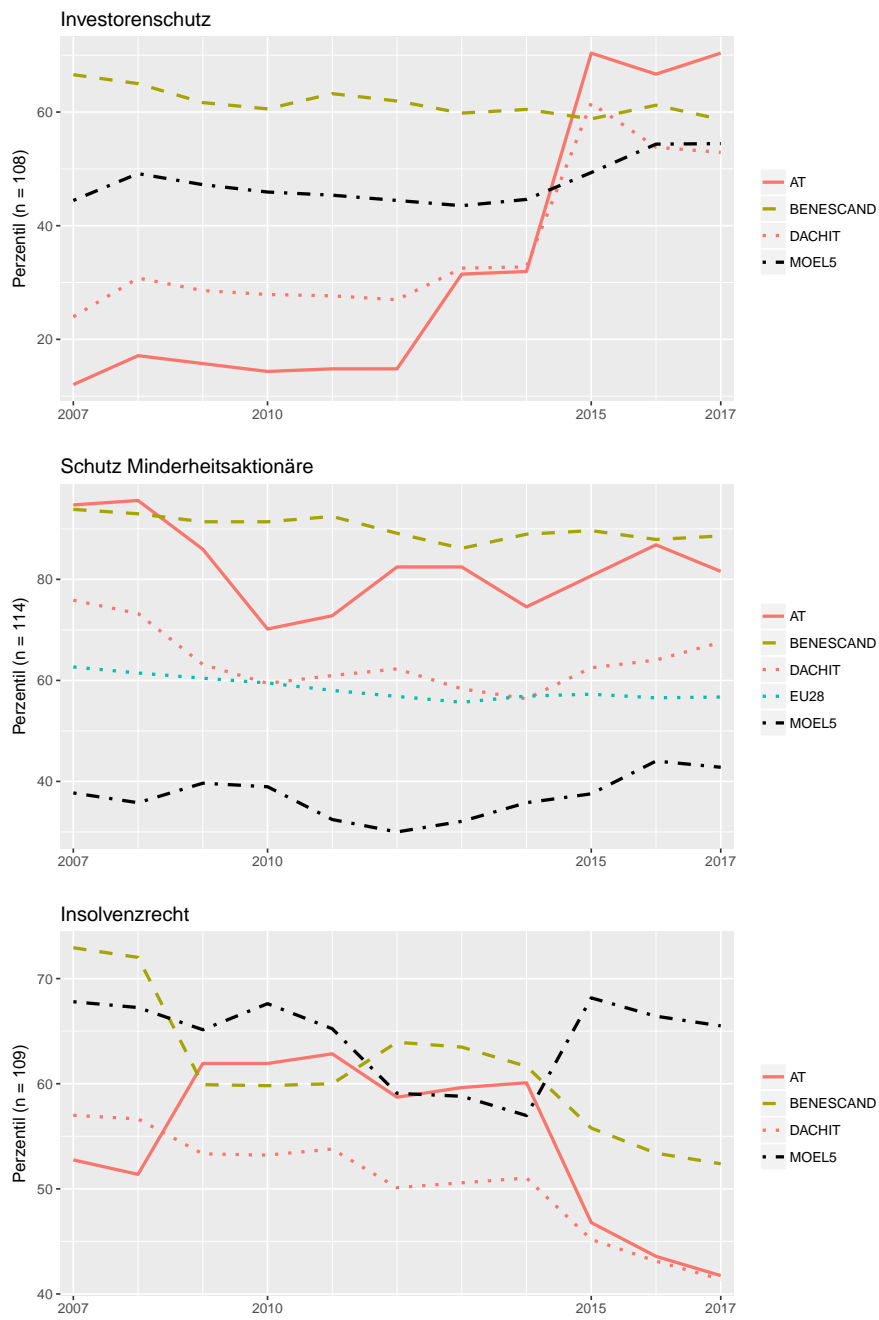 Investorenschutz
Perzentil (n = 108)
60
40
20
2007
2010
2015
2017
AT
BENESCAND
DACHIT
MOEL5
Schutz Minderheitsaktionäre
Perzentil (n = 114)
80
60
40
2007
2010
2015
2017
AT
BENESCAND
DACHIT
EU28
MOEL5
Insolvenzrecht
Perzentil (n = 109)
70
60
50
40
2007
2010
2015
2017
AT
BENESCAND
DACHIT
MOEL5